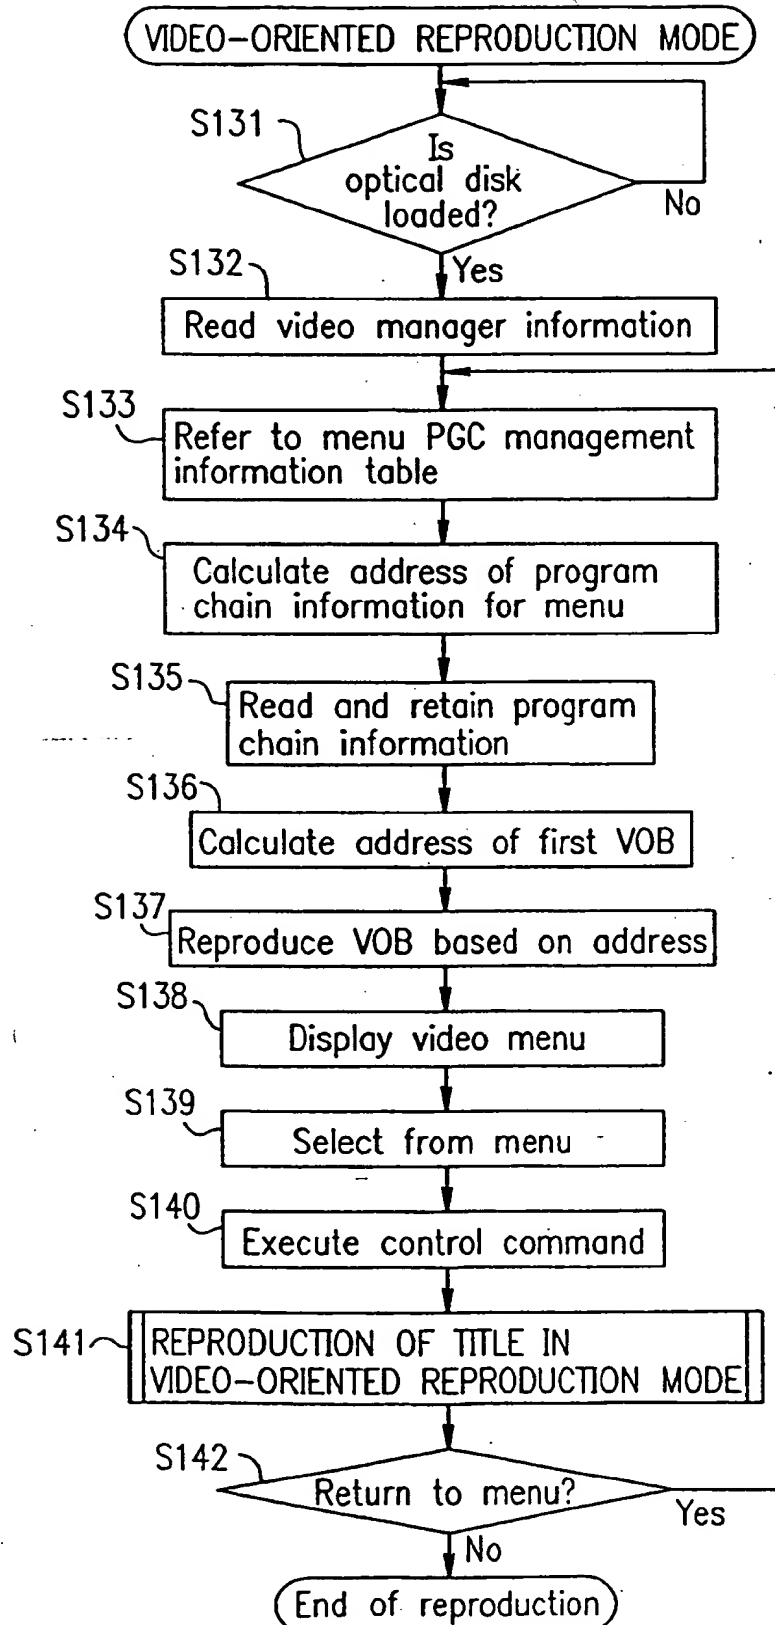 VIDEO-ORIENTED REPRODUCTION MODE
S131
Is
optical disk
loaded?
No
Yes
S132
Read video manager information
S133
Refer to menu PGC management
information table
S134
Calculate address of program
chain information for menu
S135
Read and retain program
chain information
S136
Calculate address of first VOB
S137
Reproduce VOB based on address
S138
Display video menu
S139
Select from menu
S140
Execute control command
S141
REPRODUCTION OF TITLE IN
VIDEO-ORIENTED REPRODUCTION MODE
S142
Return to menu?
Yes
No
End of reproduction